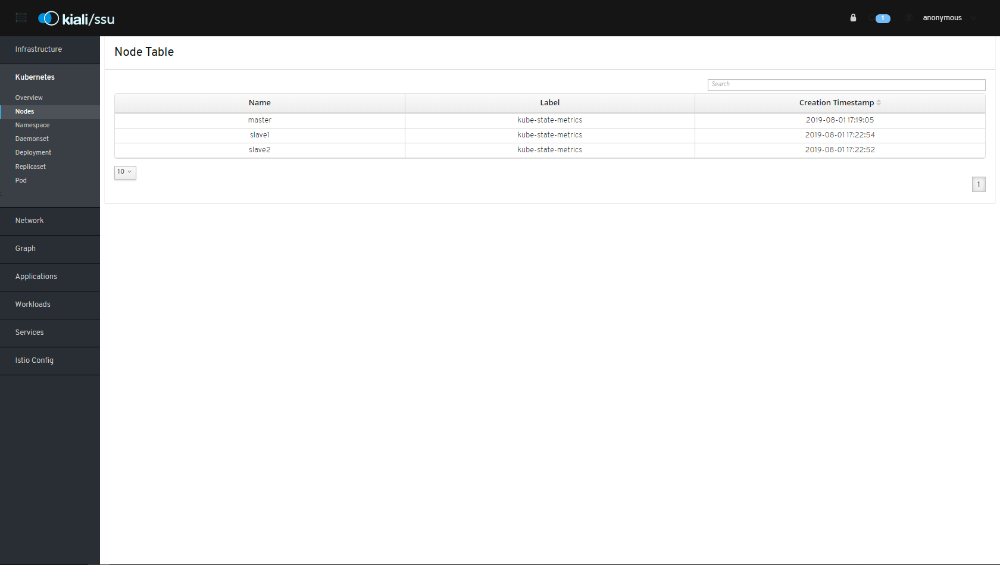 kiali/ssu
1
anonymous
Infrastructure
Kubernetes
Overview
Nodes
Namespace
Daemonset
Deployment
Replicaset
Pod
Network
Graph
Applications
Workloads
Services
Istio Config
Node Table
Search
Name Label Creation Timestamp
master kube-state-metrics 2019-08-01 17:19:05
slave1 kube-state-metrics 2019-08-01 17:22:54
slave2 kube-state-metrics 2019-08-01 17:22:52
10
1